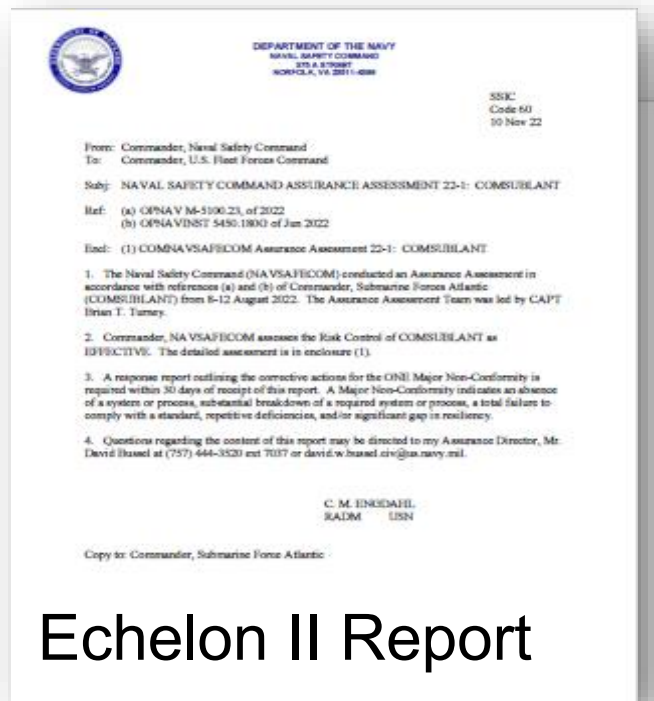 DEPARTMENT OF THE NAVY
NAVAL SAFETY COMMAND
375 A STREET
NORFOLK, VA 23511-4399
SSIC
Code 60
10 Nov 22
From: Commander, Naval Safety Command
To: Commander, U.S. Fleet Forces Command
Subj: NAVAL SAFETY COMMAND ASSURANCE ASSESSMENT 22-1: COMSUBLANT
Ref: (a) OPNAV M-5100.23, of 2022
(b) OPNAVINST 5450.180G of Jun 2022
Encl: (1) COMNAVSAFECOM Assurance Assessment 22-1: COMSUBLANT
1. The Naval Safety Command (NAVSAFECOM) conducted an Assurance Assessment in
accordance with references (a) and (b) of Commander, Submarine Forces Atlantic
(COMSUBLANT) from 8-12 August 2022. The Assurance Assessment Team was led by CAPT
Brian T. Turney.
2. Commander, NAVSAFECOM assesses the Risk Control of COMSUBLANT as
EFFECTIVE. The detailed assessment is in enclosure (1).
3. A response report outlining the corrective actions for the ONE Major Non-Conformity is
required within 30 days of receipt of this report. A Major Non-Conformity indicates an absence
of a system or process, substantial breakdown of a required system or process, a total failure to
comply with a standard, repetitive deficiencies, and/or significant gap in resiliency.
4. Questions regarding the content of this report may be directed to my Assurance Director, Mr.
David Bussel at (757) 444-3520 ext 7037 or david.w.bussel.civ@us.navy.mil.
C. M. ENGDAHL
RADM USN
Copy to: Commander, Submarine Force Atlantic
Echelon II Report